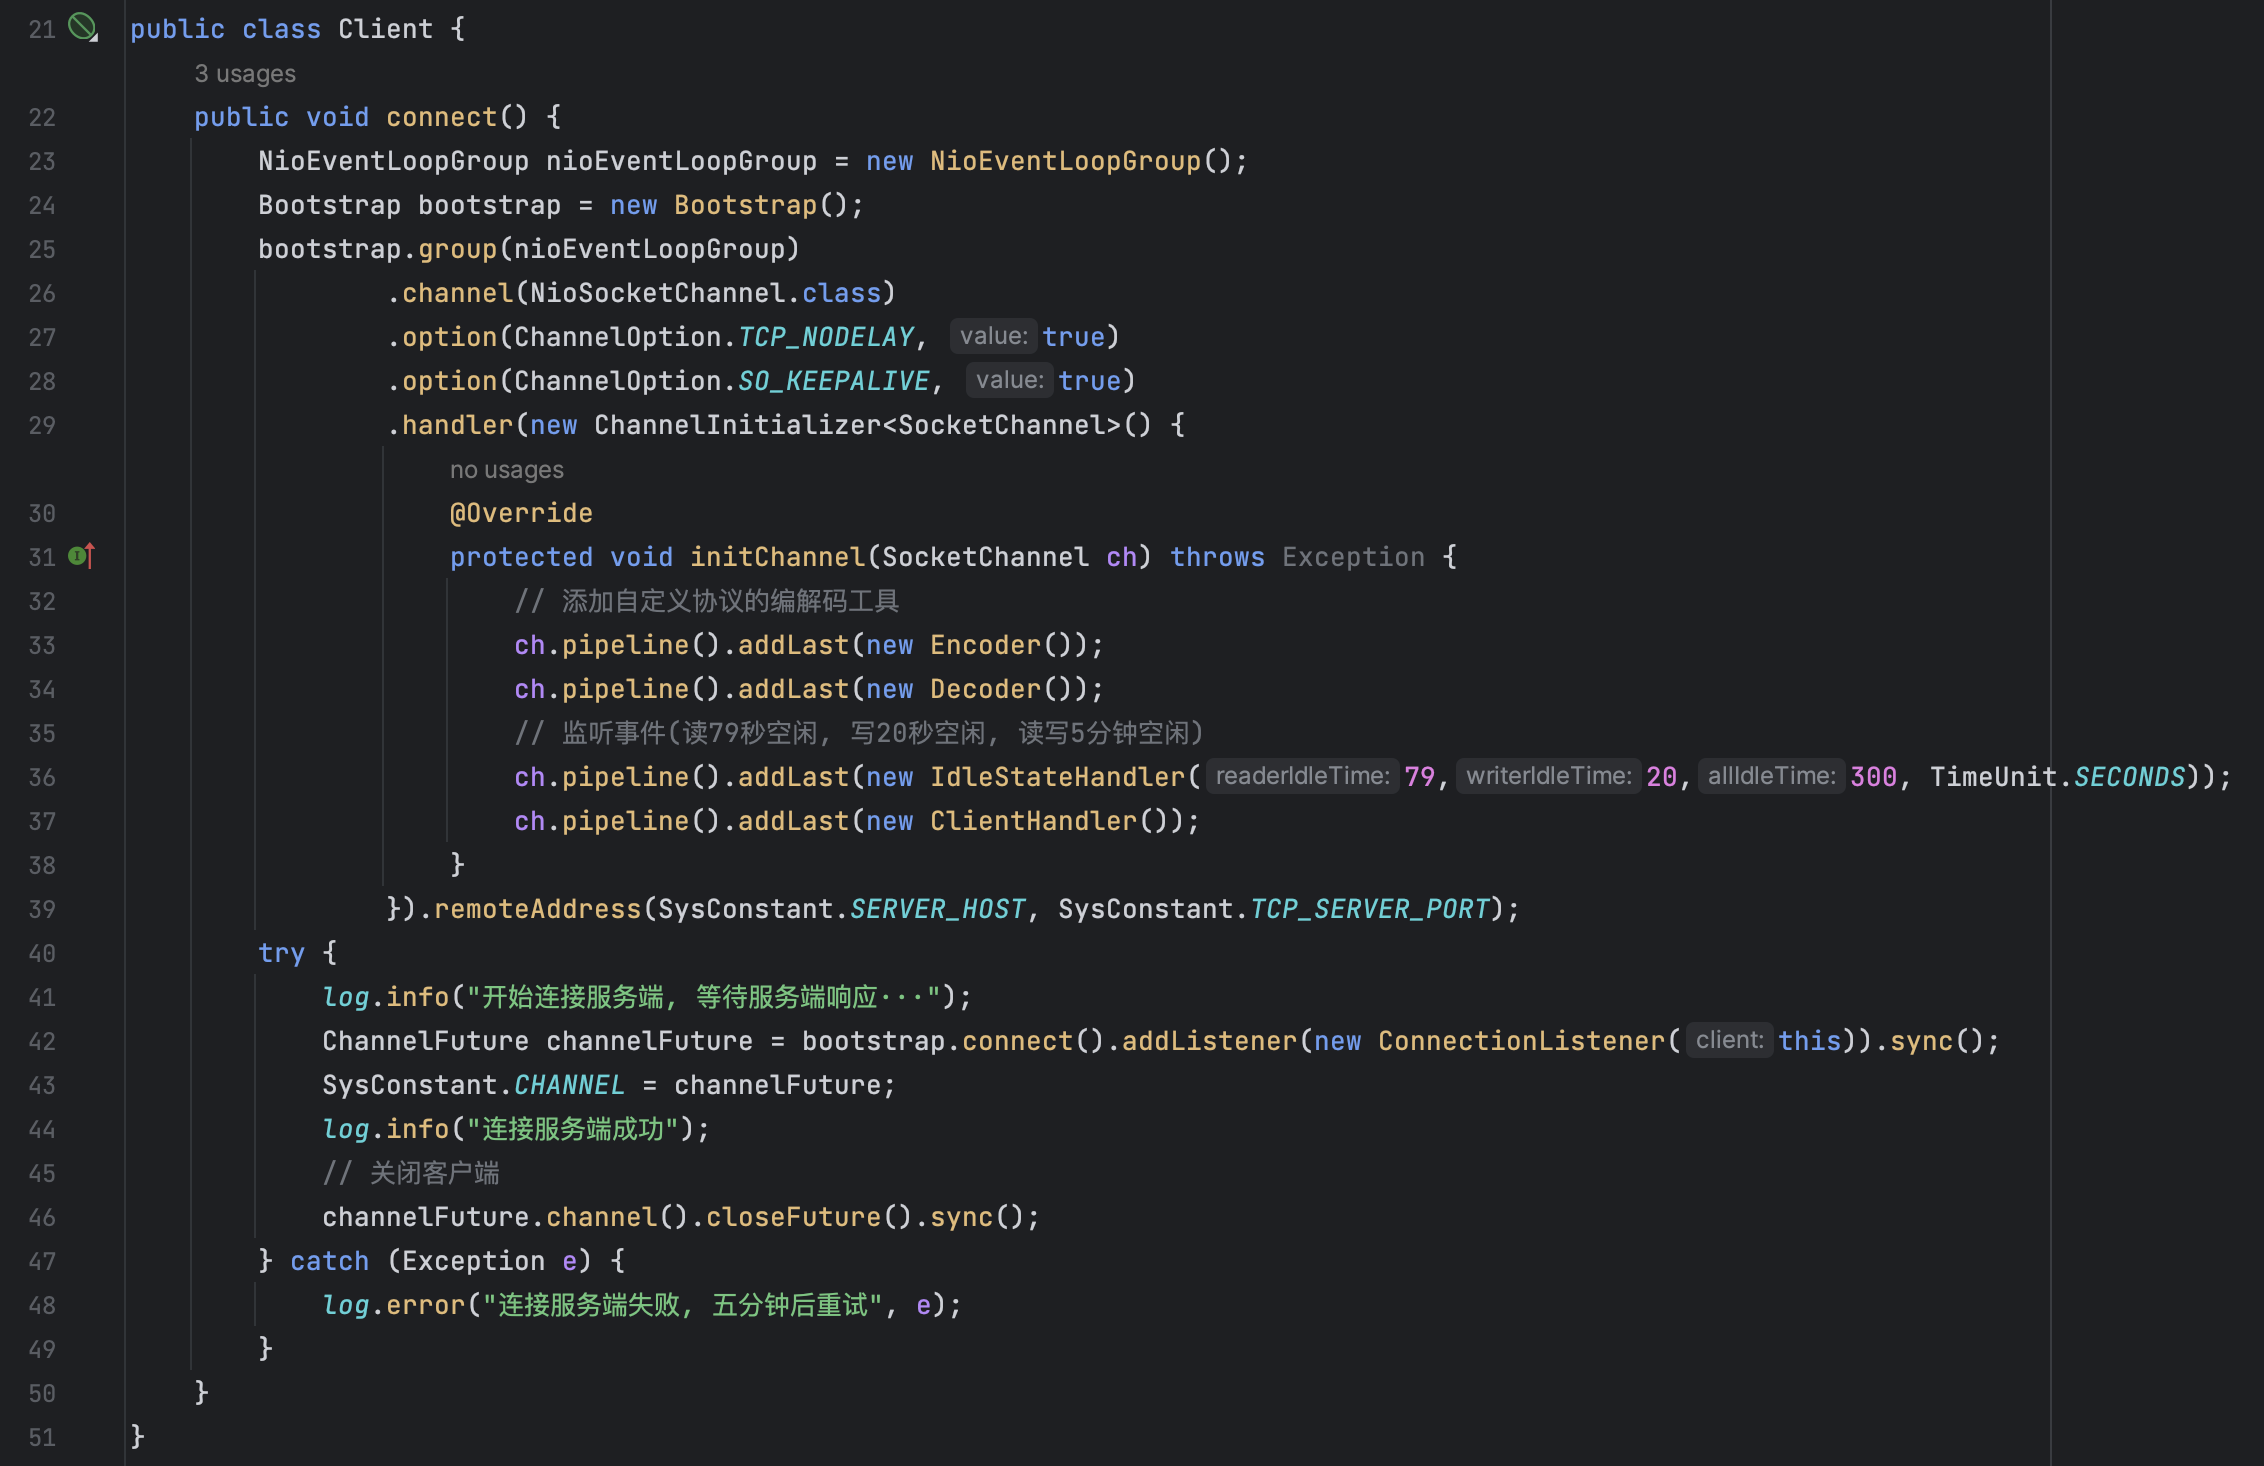 21 public class Client {
3 usages
22 public void connect() {
23 NioEventLoopGroup nioEventLoopGroup = new NioEventLoopGroup();
24 Bootstrap bootstrap = new Bootstrap();
25 bootstrap.group(nioEventLoopGroup)
26 .channel(NioSocketChannel.class)
27 .option(ChannelOption.TCP_NODELAY, value: true)
28 .option(ChannelOption.SO_KEEPALIVE, value: true)
29 .handler(new ChannelInitializer<SocketChannel>() {
no usages
30 @Override
31 protected void initChannel(SocketChannel ch) throws Exception {
32 // 添加自定义协议的编解码工具
33 ch.pipeline().addLast(new Encoder());
34 ch.pipeline().addLast(new Decoder());
35 // 监听事件(读79秒空闲, 写20秒空闲, 读写5分钟空闲)
36 ch.pipeline().addLast(new IdleStateHandler( readerIdleTime: 79, writerIdleTime: 20, allIdleTime: 300, TimeUnit.SECONDS));
37 ch.pipeline().addLast(new ClientHandler());
38 }
39 }).remoteAddress(SysConstant.SERVER_HOST, SysConstant.TCP_SERVER_PORT);
40 try {
41 log.info("开始连接服务端, 等待服务端响应···");
42 ChannelFuture channelFuture = bootstrap.connect().addListener(new ConnectionListener( client: this)).sync();
43 SysConstant.CHANNEL = channelFuture;
44 log.info("连接服务端成功");
45 // 关闭客户端
46 channelFuture.channel().closeFuture().sync();
47 } catch (Exception e) {
48 log.error("连接服务端失败, 五分钟后重试", e);
49 }
50 }
51 }